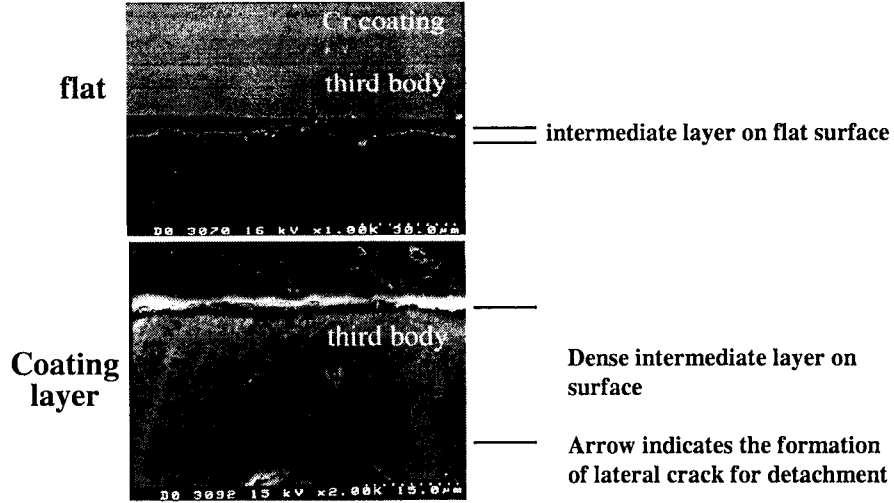 Cr coating
third body
flat
intermediate layer on flat surface
D0 3070 16 kV x1.00K 30.0μm
third body
Coating
layer
Dense intermediate layer on
surface
Arrow indicates the formation
of lateral crack for detachment
D0 3092 15 kV x2.00K 15.0μm